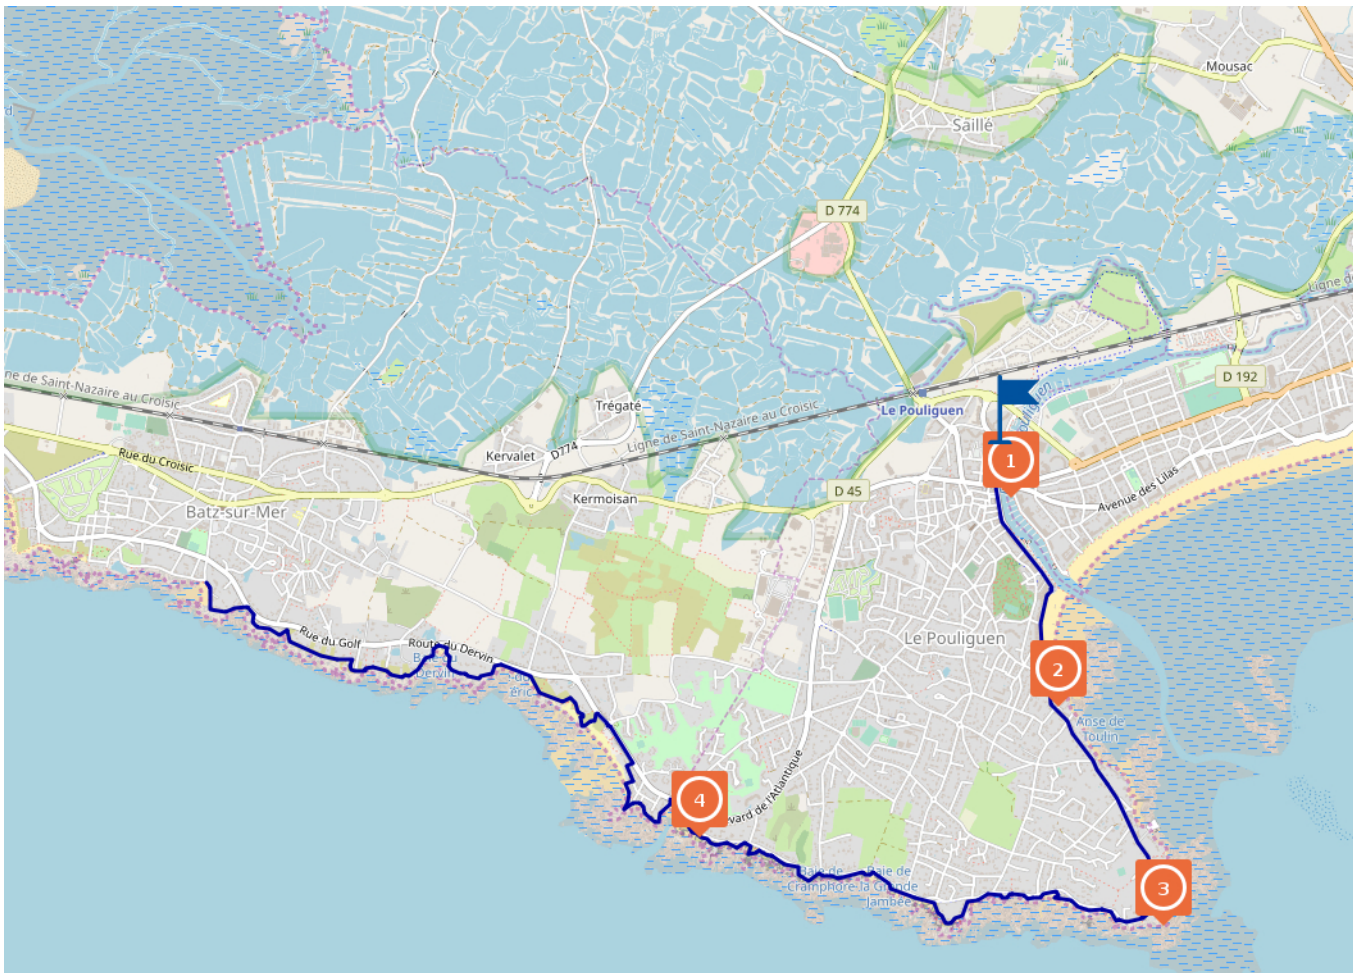 Mousac
Saillé
D 774
Ligne de
D 192
ne de Saint-Nazaire au Croisic
Trégaté
Le Pouliguen
Ligne de Saint-Nazaire au Croisic
Kervalet
D774
1
Rue du Croisic
Avenue des Lilas
D 45
Kermoisan
Batz-sur-Mer
Rue du Golf
Route du Dervin
Le Pouliguen
2
Anse de
Toulin
vard de l'Atlantique
4
Baie de
Cramphore
Baie de
la Grande
Jambée
3